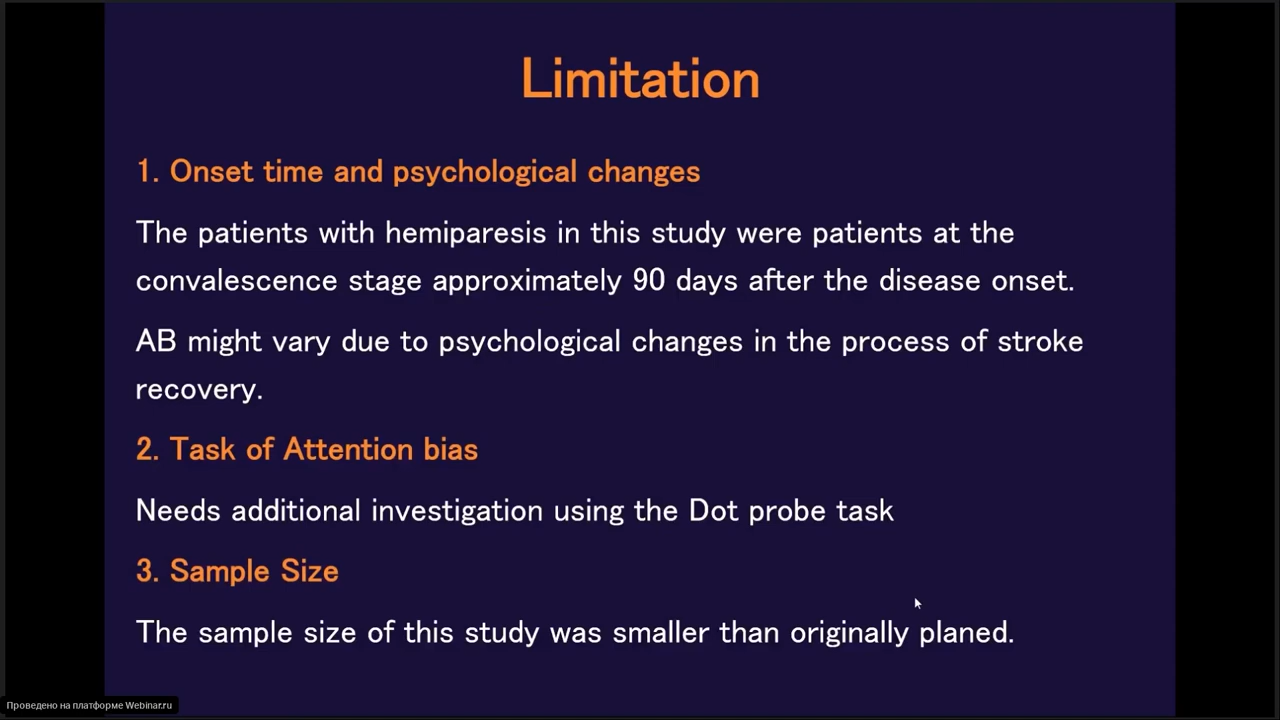 Limitation
1. Onset time and psychological changes
The patients with hemiparesis in this study were patients at the
convalescence stage approximately 90 days after the disease onset.
AB might vary due to psychological changes in the process of stroke
recovery.
2. Task of Attention bias
Needs additional investigation using the Dot probe task
3. Sample Size
The sample size of this study was smaller than originally planed.
Проведено на платформе Webinar.ru